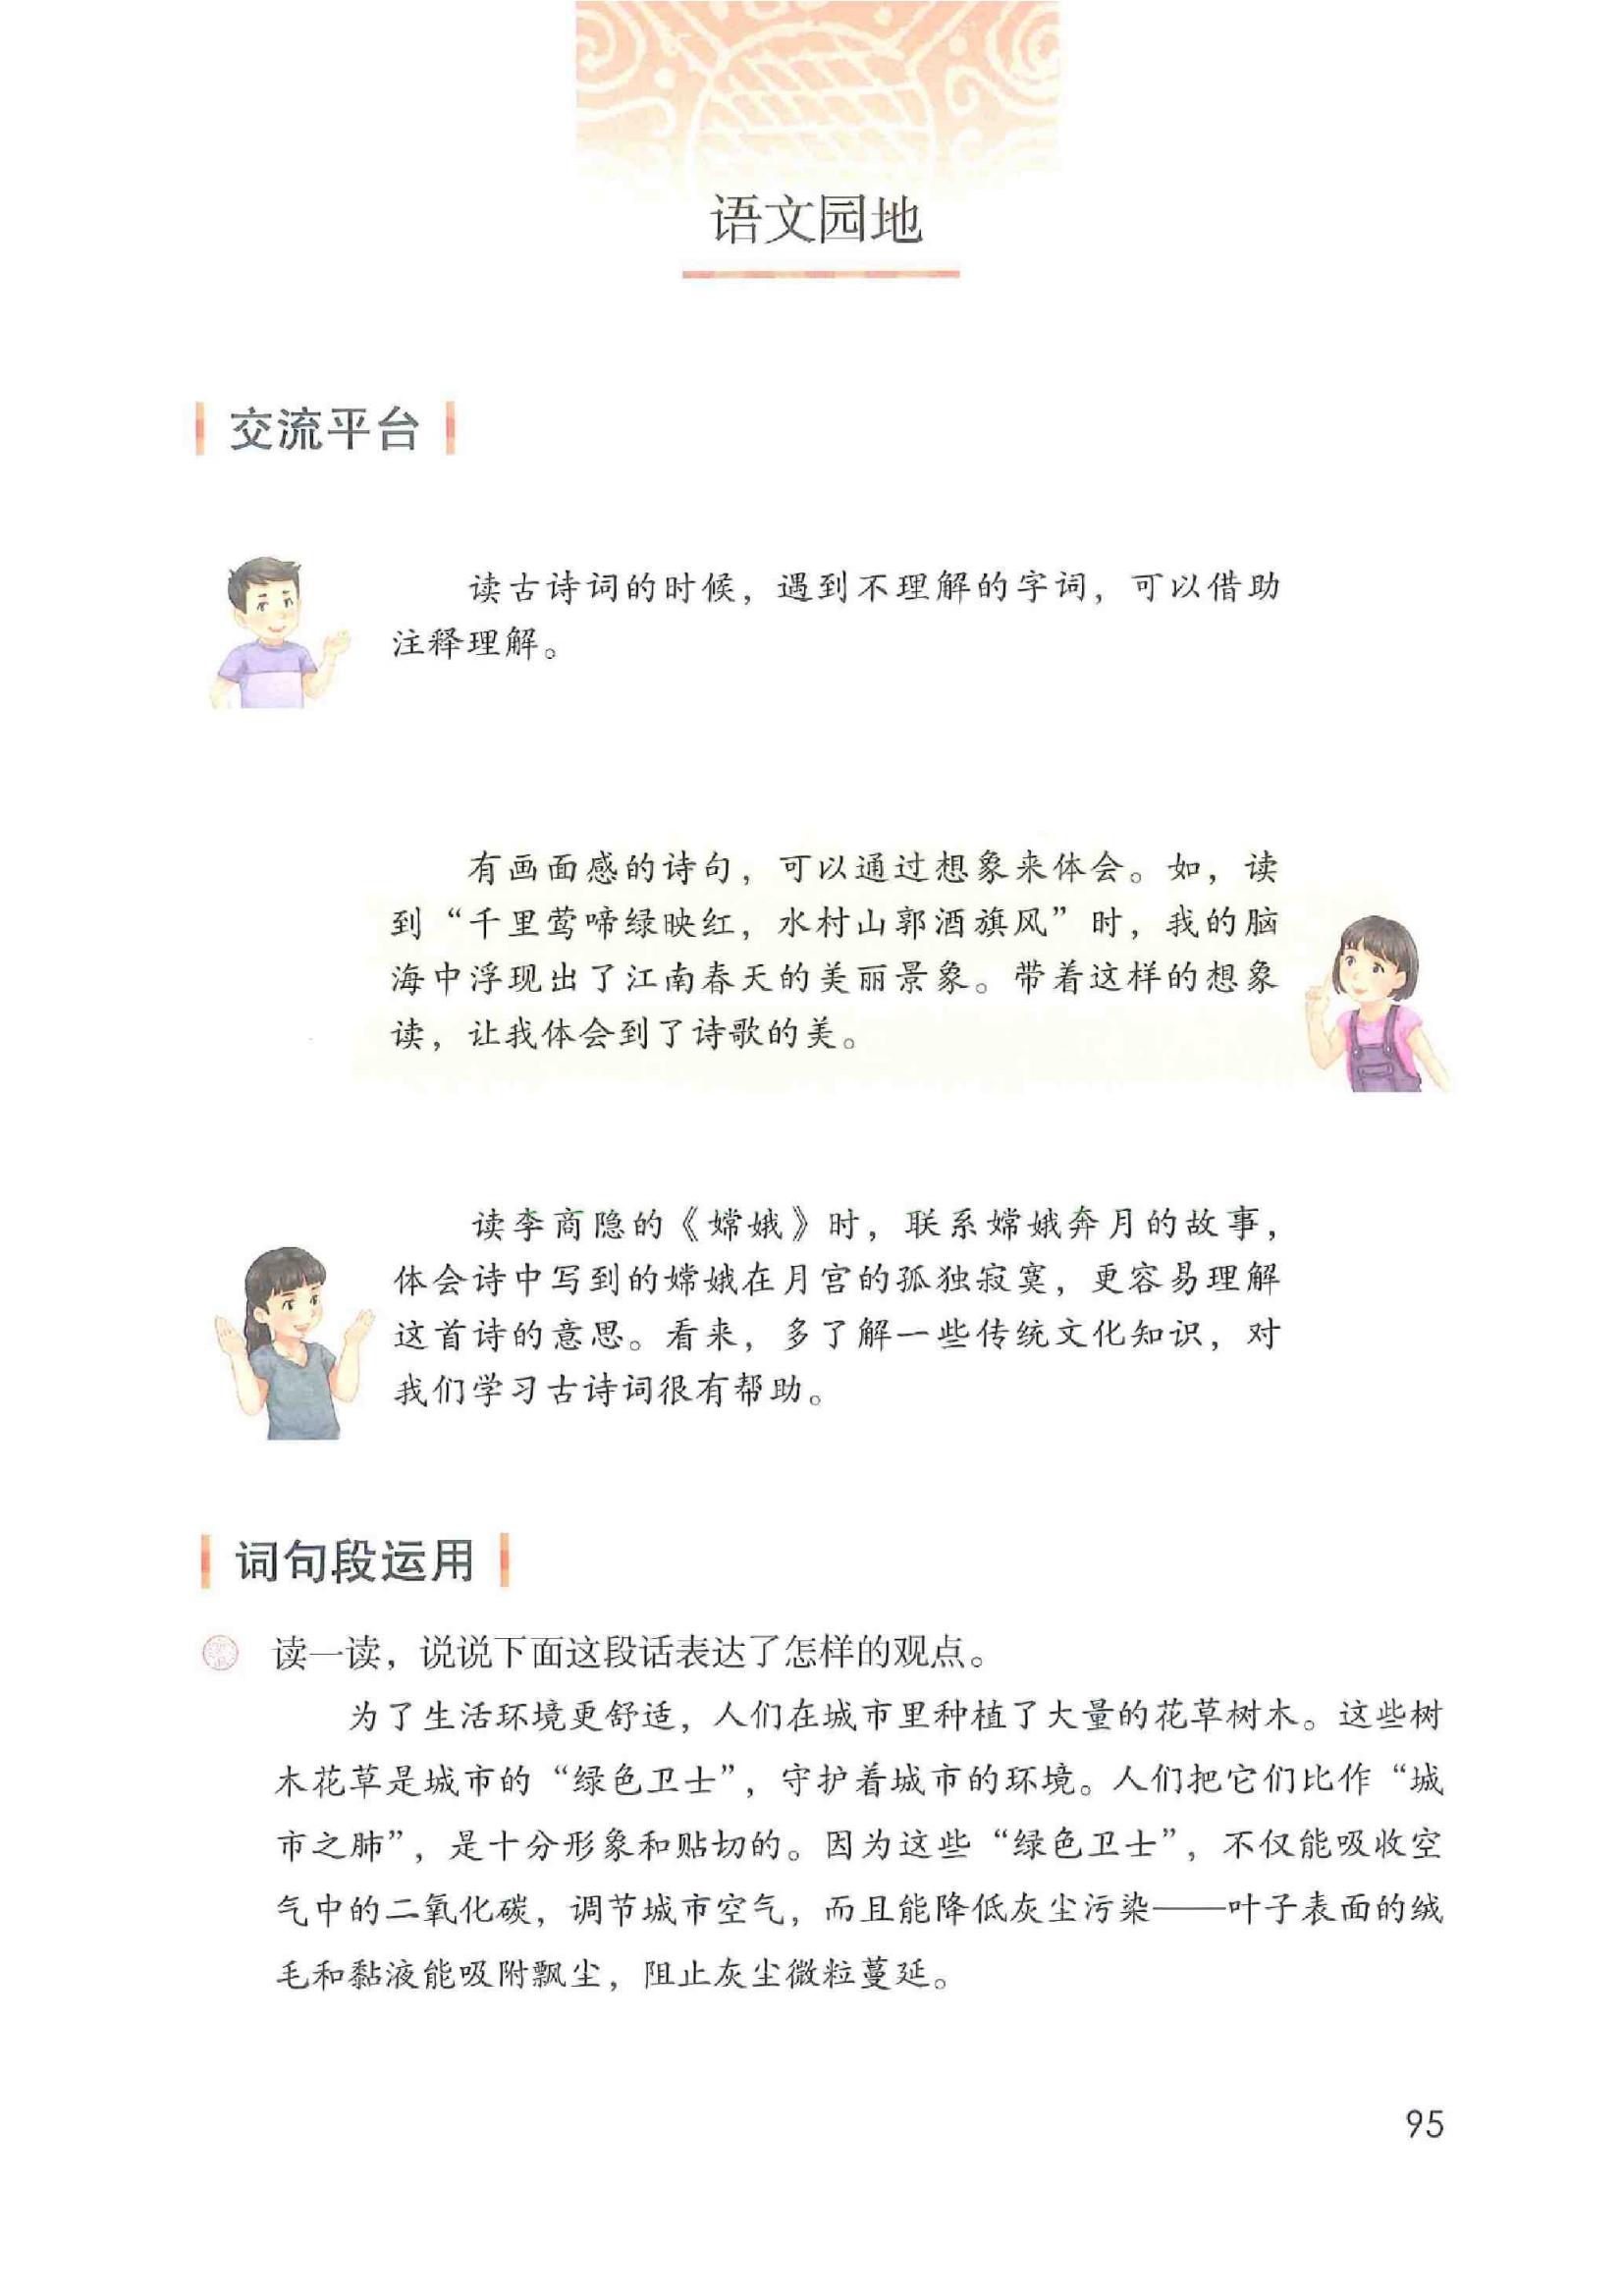 语文园地
交流平台
读古诗词的时候，遇到不理解的字词，可以借助
注释理解。
有画面感的诗句，可以通过想象来体会。如，读
到“千里莺啼绿映红，水村山郭酒旗风”时，我的脑
海中浮现出了江南春天的美丽景象。带着这样的想象
读，让我体会到了诗歌的美。
读李商隐的《嫦娥》时，联系嫦娥奔月的故事，
体会诗中写到的嫦娥在月宫的孤独寂寞，更容易理解
这首诗的意思。看来，多了解一些传统文化知识，对
我们学习古诗词很有帮助。
词句段运用
读一读，说说下面这段话表达了怎样的观点。
为了生活环境更舒适，人们在城市里种植了大量的花草树木。这些树
木花草是城市的“绿色卫士”，守护着城市的环境。人们把它们比作“城
市之肺”，是十分形象和贴切的。因为这些“绿色卫士”，不仅能吸收空
气中的二氧化碳，调节城市空气，而且能降低灰尘污染——叶子表面的绒
毛和黏液能吸附飘尘，阻止灰尘微粒蔓延。
95